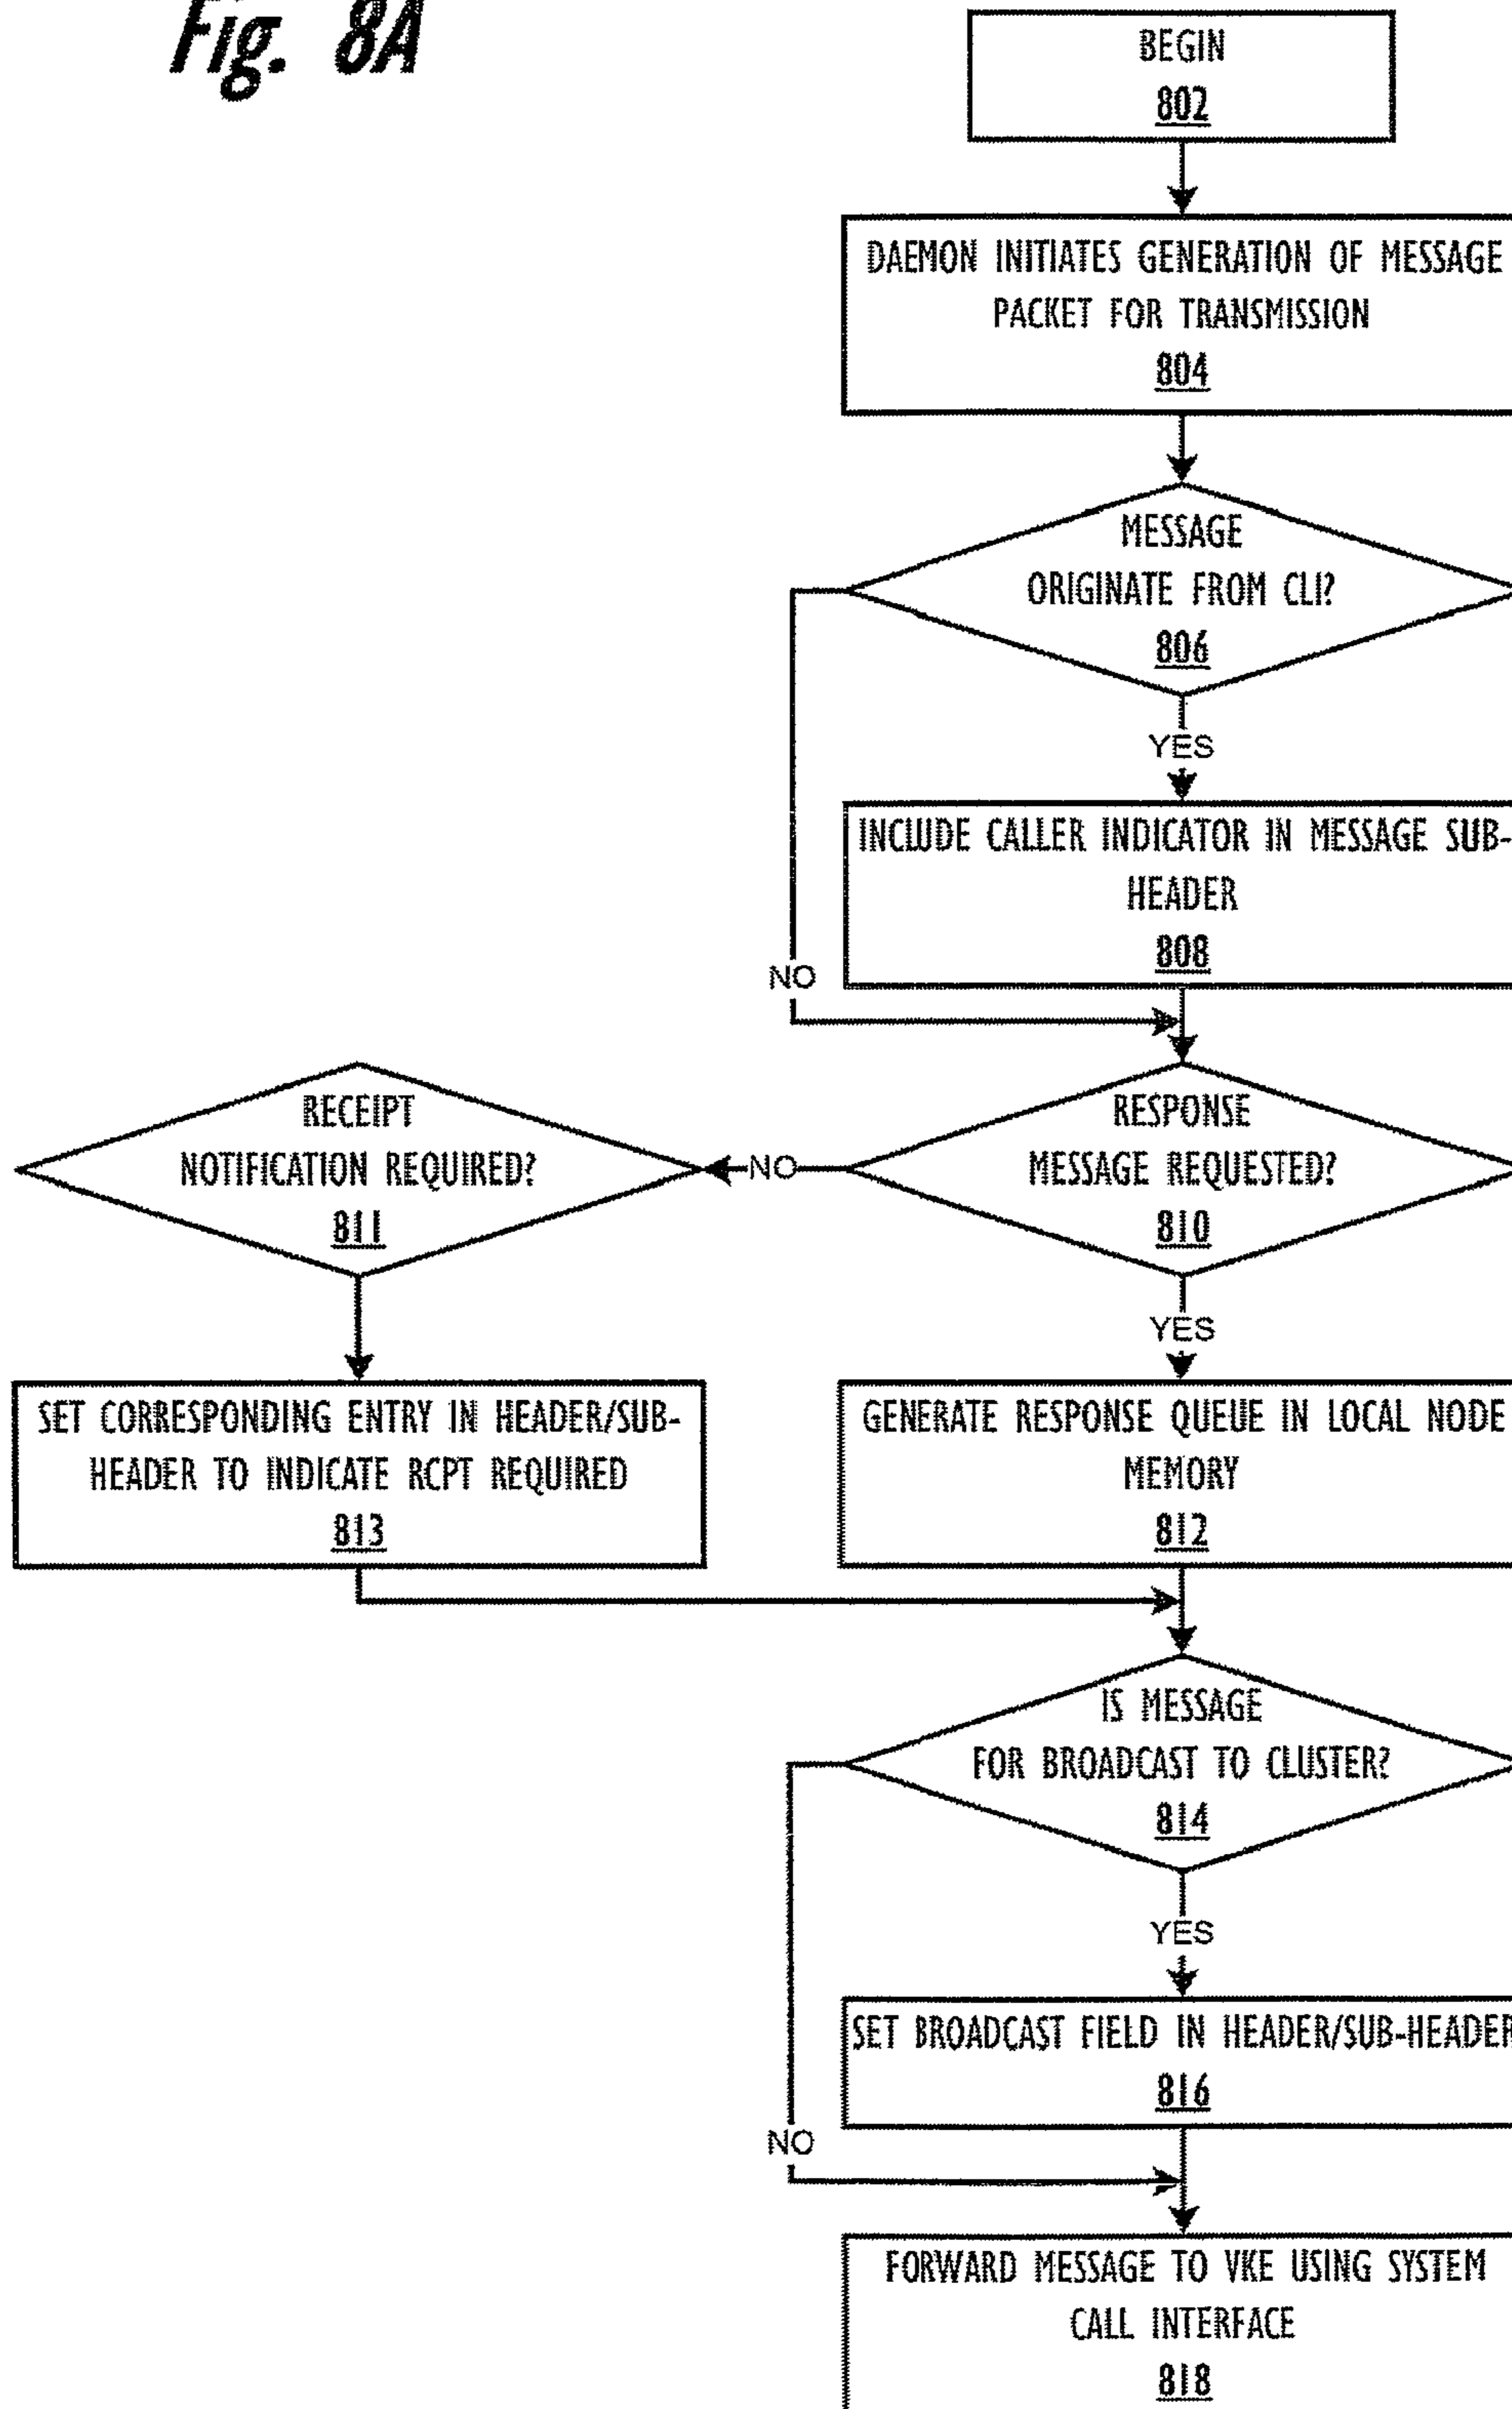 Fig. 8A
BEGIN
802
DAEMON INITIATES GENERATION OF MESSAGE
PACKET FOR TRANSMISSION
804
MESSAGE
ORIGINATE FROM CLI?
806
YES
INCLUDE CALLER INDICATOR IN MESSAGE SUB-
HEADER
808
NO
RECEIPT
NOTIFICATION REQUIRED?
811
NO
RESPONSE
MESSAGE REQUESTED?
810
YES
SET CORRESPONDING ENTRY IN HEADER/SUB-
HEADER TO INDICATE RCPT REQUIRED
813
GENERATE RESPONSE QUEUE IN LOCAL NODE
MEMORY
812
IS MESSAGE
FOR BROADCAST TO CLUSTER?
814
YES
SET BROADCAST FIELD IN HEADER/SUB-HEADER
816
NO
FORWARD MESSAGE TO VKE USING SYSTEM
CALL INTERFACE
818